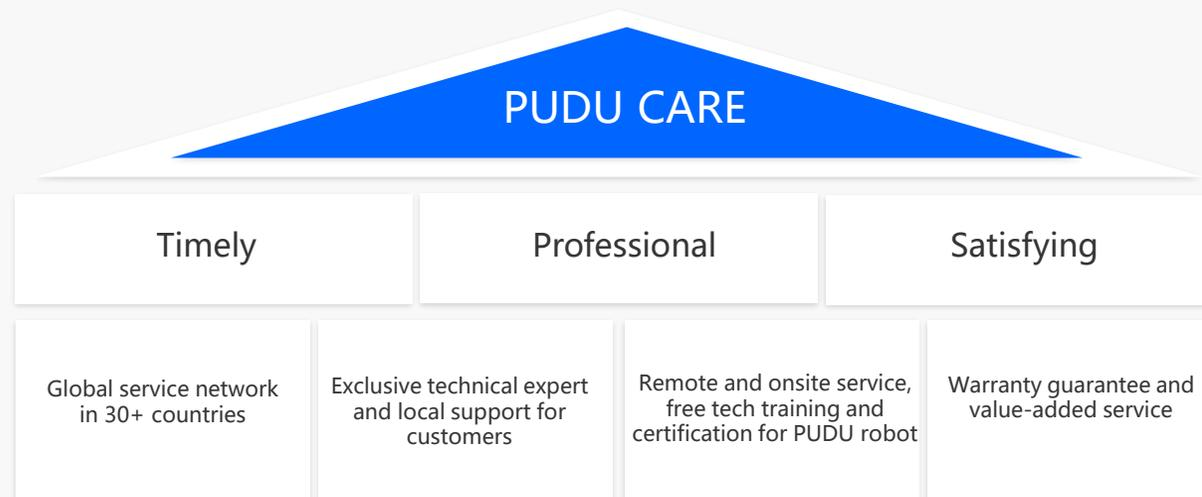 PUDU CARE
Timely
Professional
Satisfying
Global service network
in 30+ countries
Exclusive technical expert
and local support for
customers
Remote and onsite service,
free tech training and
certification for PUDU robot
Warranty guarantee and
value-added service